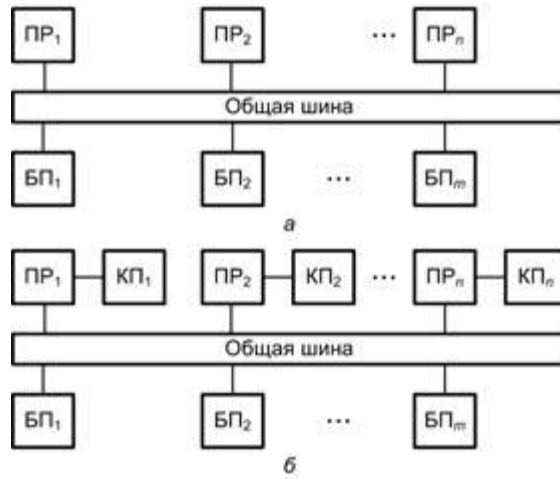 ПР₁ ПР₂ ... ПРₙ
Общая шина
БП₁ БП₂ ... БПₘ
а
ПР₁ КП₁ ПР₂ КП₂ ... ПРₙ КПₙ
Общая шина
БП₁ БП₂ ... БПₘ
б